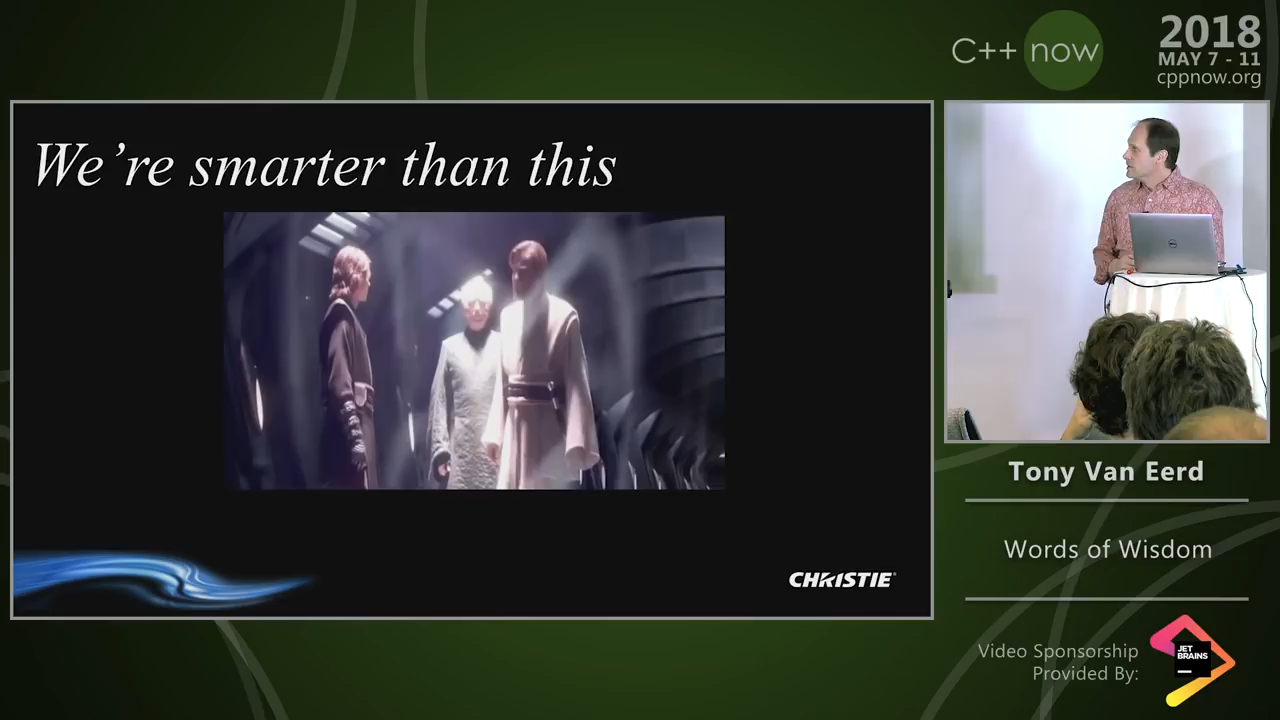 C++ now
2018
MAY 7 - 11
cppnow.org
We're smarter than this
CHRISTIE
Tony Van Eerd
Words of Wisdom
Video Sponsorship
Provided By:
JET
BRAINS